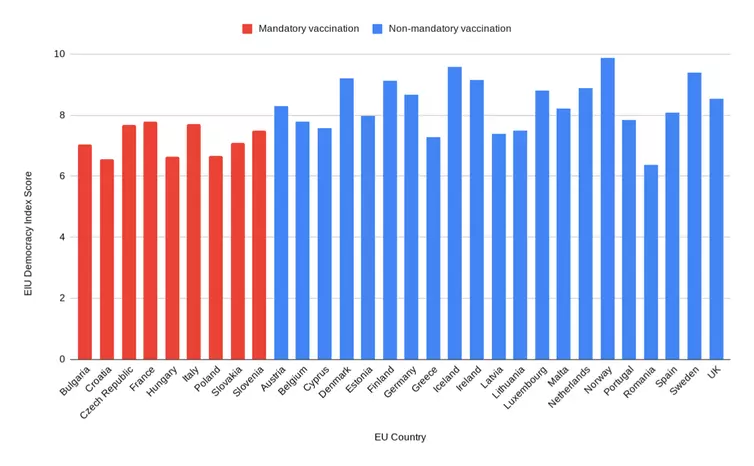 Mandatory vaccination Non-mandatory vaccination
EIU Democracy Index Score
10
8
6
4
2
0
Bulgaria
Croatia
Czech Republic
France
Hungary
Italy
Poland
Slovakia
Slovenia
Austria
Belgium
Cyprus
Denmark
Estonia
Finland
Germany
Greece
Iceland
Ireland
Latvia
Lithuania
Luxembourg
Malta
Netherlands
Norway
Portugal
Romania
Spain
Sweden
UK
EU Country